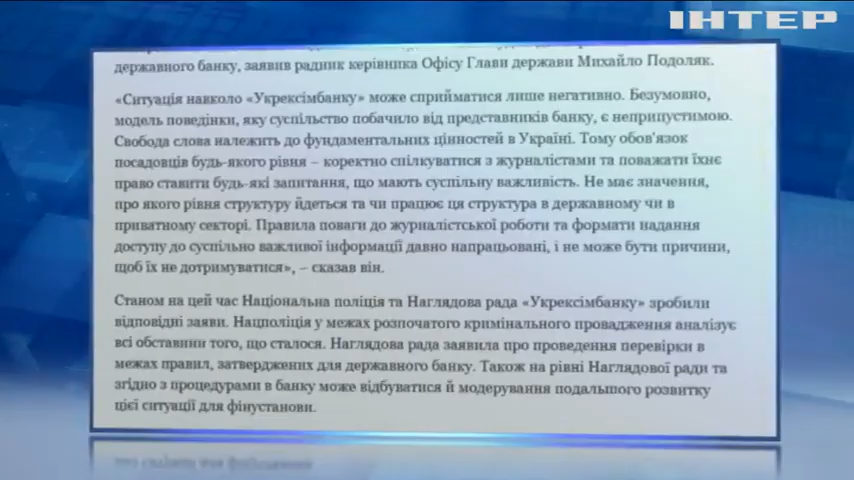 ІНТЕР
державного банку, заявив радник керівника Офісу Глави держави Михайло Подоляк.
«Ситуація навколо «Укрексімбанку» може сприйматися лише негативно. Безумовно,
модель поведінки, яку суспільство побачило від представників банку, є неприпустимою.
Свобода слова належить до фундаментальних цінностей в Україні. Тому обов'язок
посадовців будь-якого рівня – коректно спілкуватися з журналістами та поважати їхнє
право ставити будь-які запитання, що мають суспільну важливість. Не має значення,
про якого рівня структуру йдеться та чи працює ця структура в державному чи в
приватному секторі. Правила поваги до журналістської роботи та формати надання
доступу до суспільно важливої інформації давно напрацьовані, і не може бути причини,
щоб їх не дотримуватися», – сказав він.
Станом на цей час Національна поліція та Наглядова рада «Укрексімбанку» зробили
відповідні заяви. Нацполіція у межах розпочатого кримінального провадження аналізує
всі обставини того, що сталося. Наглядова рада заявила про проведення перевірки в
межах правил, затверджених для державного банку. Також на рівні Наглядової ради та
згідно з процедурами в банку може відбуватися й модерування подальшого розвитку
цієї ситуації для фінустанови.